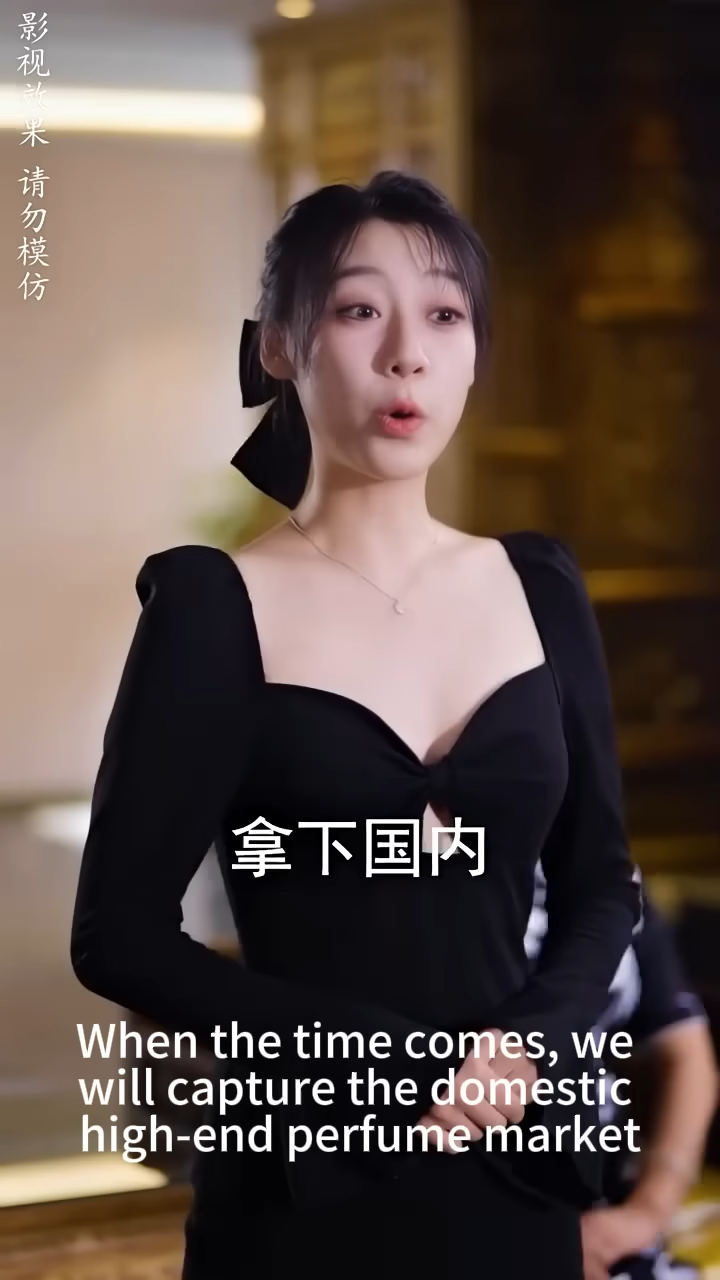 影视效果 请勿模仿
拿下国内
When the time comes, we
will capture the domestic
high-end perfume market